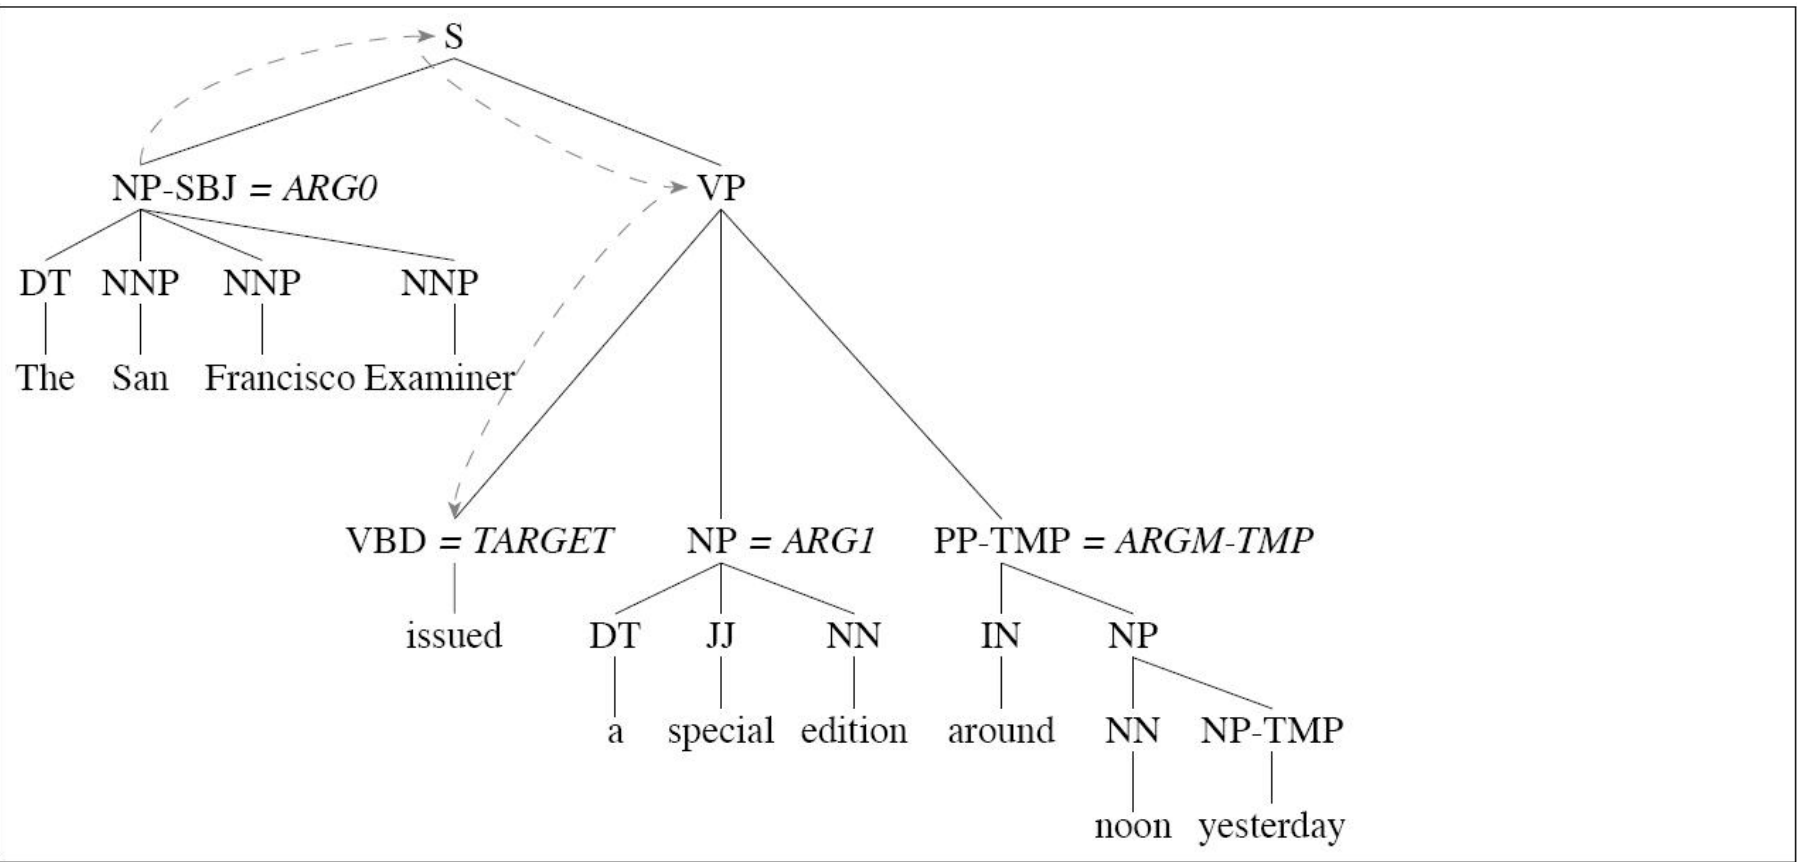 S
NP-SBJ = ARG0 VP
DT NNP NNP NNP
The San Francisco Examiner
VBD = TARGET NP = ARG1 PP-TMP = ARGM-TMP
issued DT JJ NN IN NP
a special edition around NN NP-TMP
noon yesterday